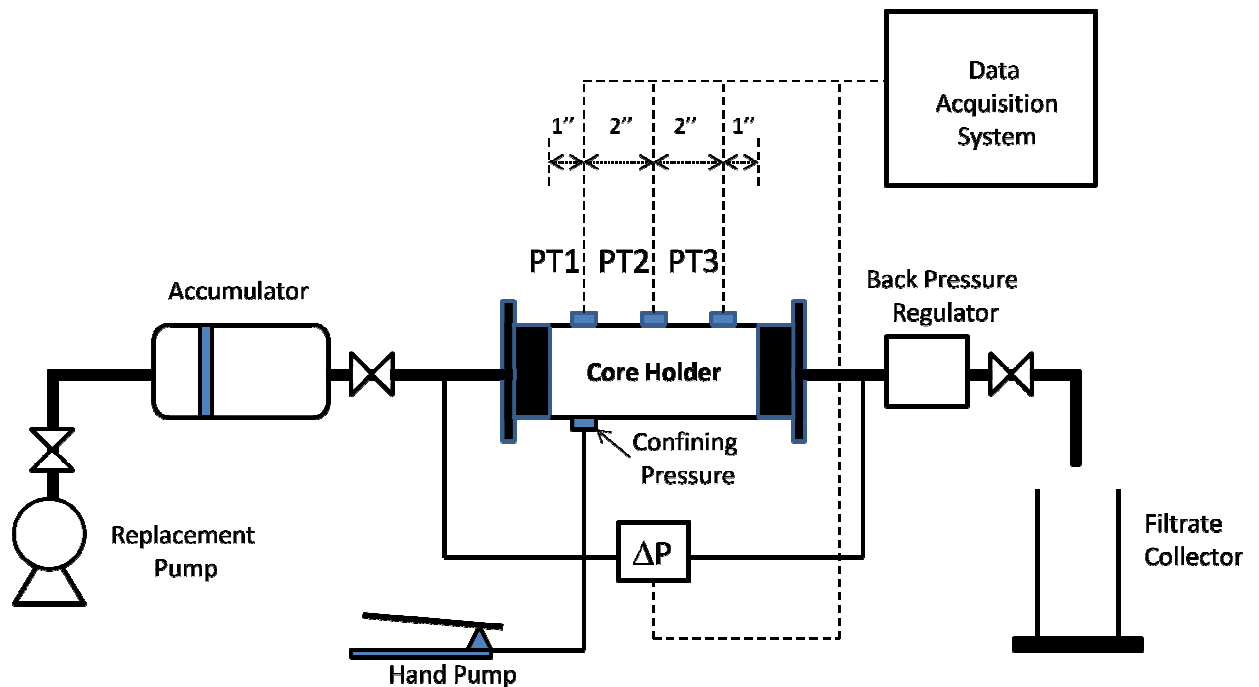 Data
Acquisition
System
1” 2” 2” 1”
PT1 PT2 PT3
Accumulator
Back Pressure
Regulator
Core Holder
Confining
Pressure
Replacement
Pump
ΔP
Filtrate
Collector
Hand Pump